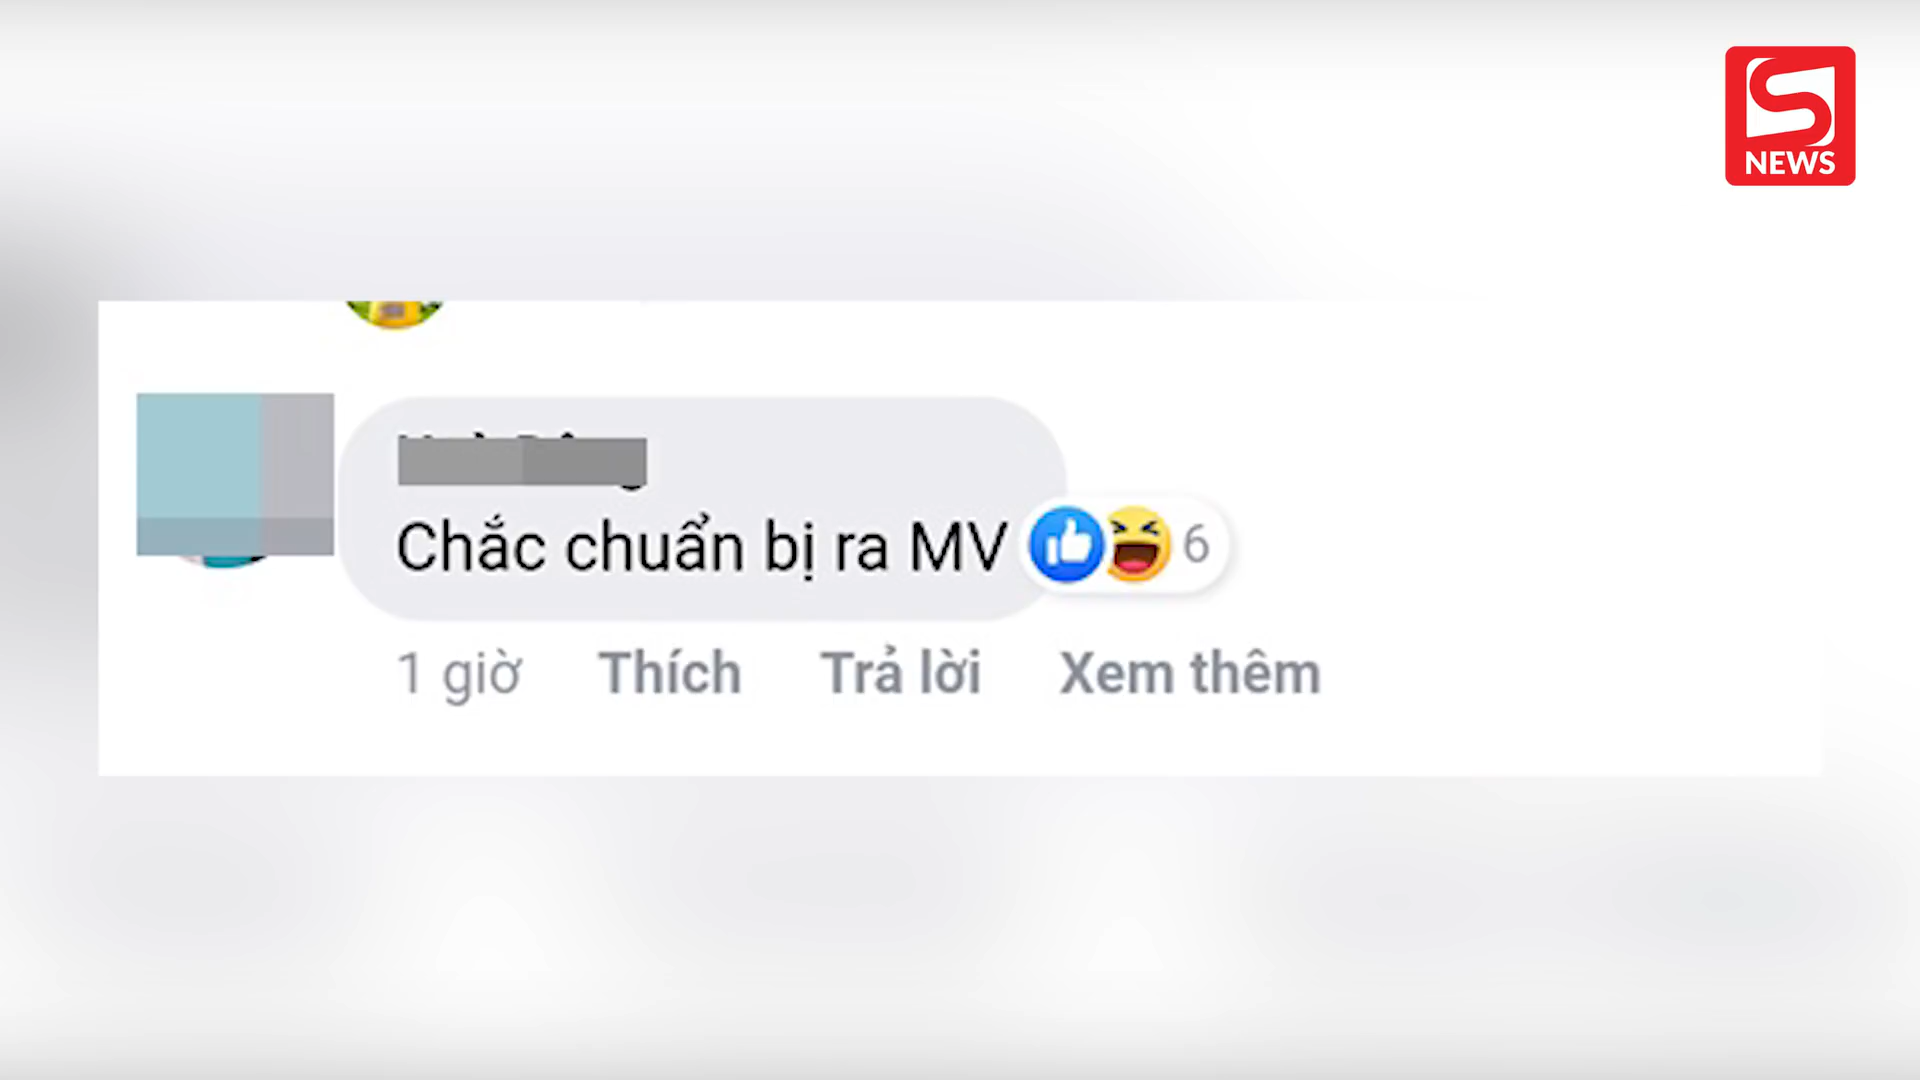 NEWS
Chắc chuẩn bị ra MV
6
1 giờ Thích Trả lời Xem thêm